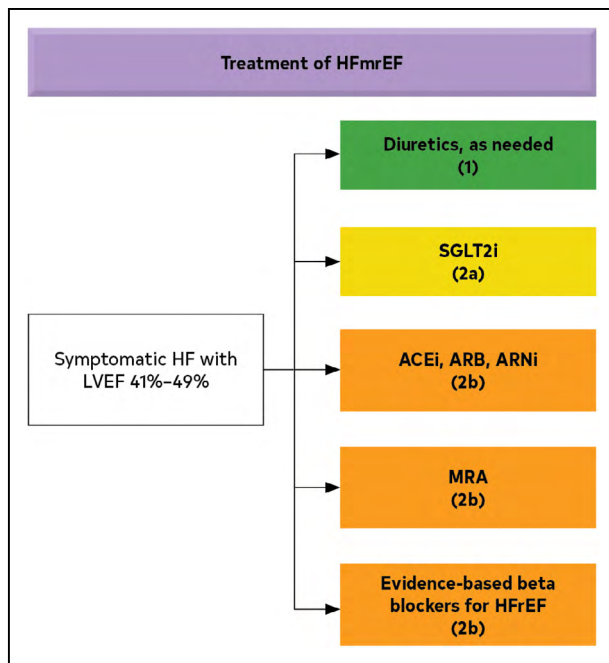 Treatment of HFmrEF
Diuretics, as needed
(1)
SGLT2i
(2a)
Symptomatic HF with
LVEF 41%–49%
ACEi, ARB, ARNi
(2b)
MRA
(2b)
Evidence-based beta
blockers for HFrEF
(2b)